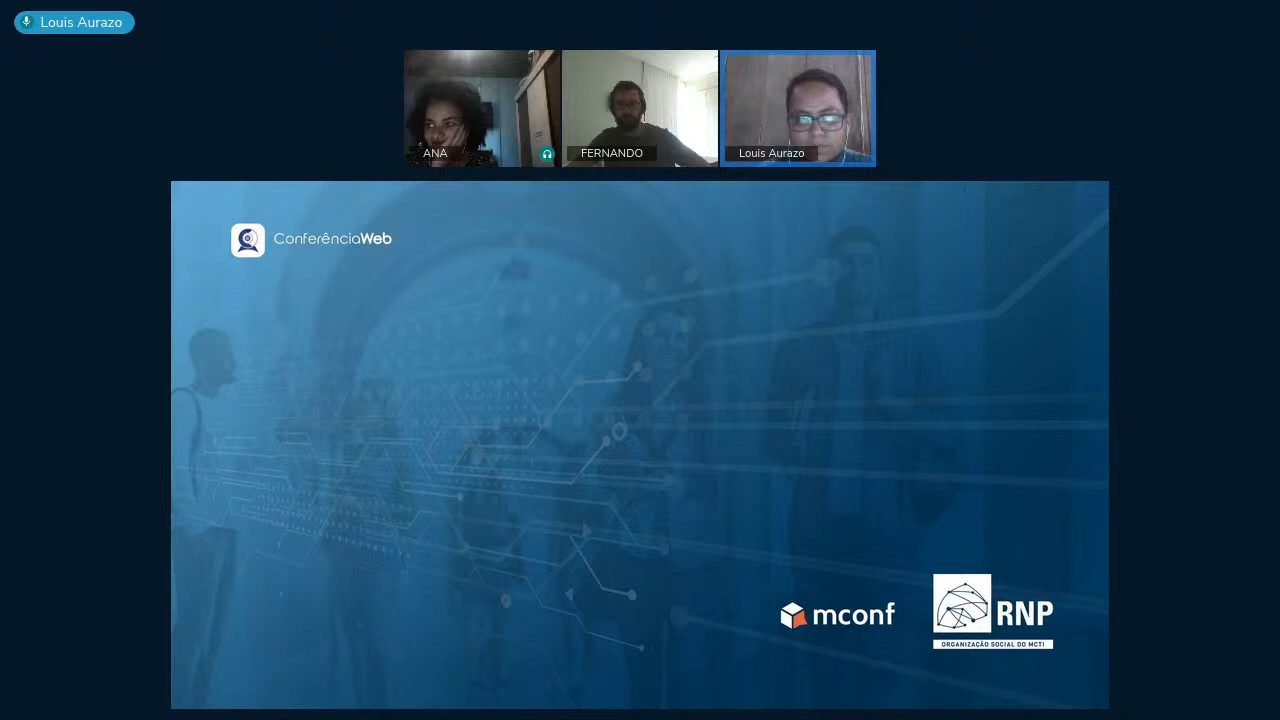 Louis Aurazo
ANA
FERNANDO
Louis Aurazo
ConferênciaWeb
mconf
RNP
ORGANIZAÇÃO SOCIAL DO MCTI